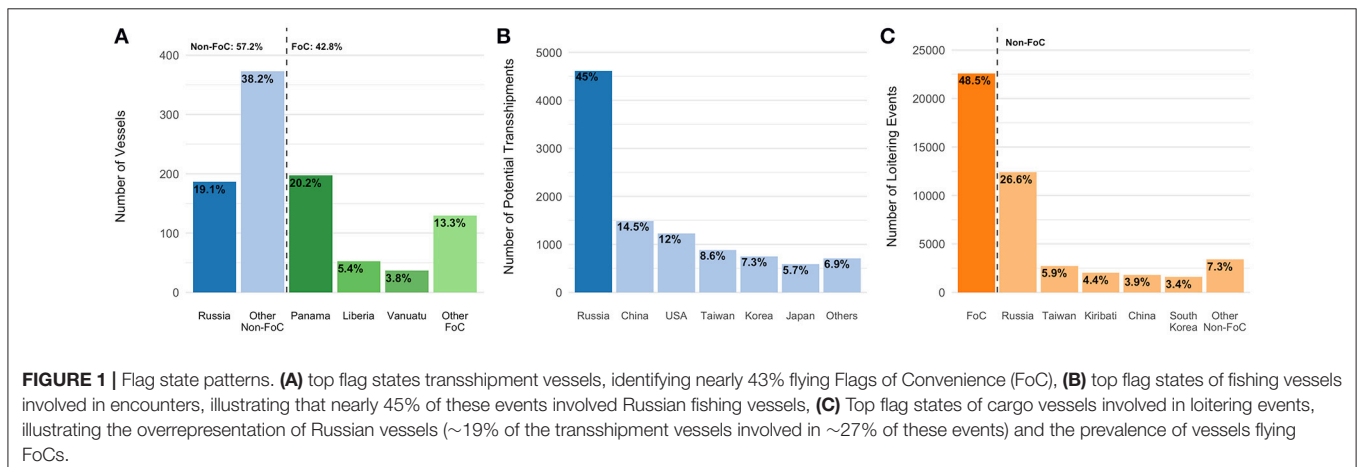 A
Non-FoC: 57.2%
FoC: 42.8%
Number of Vessels
400
300
200
100
0
19.1%
38.2%
20.2%
5.4%
3.8%
13.3%
Russia
Other
Non-FoC
Panama
Liberia
Vanuatu
Other
FoC
B
Number of Potential Transshipments
5000
4000
3000
2000
1000
0
45%
14.5%
12%
8.6%
7.3%
5.7%
6.9%
Russia
China
USA
Taiwan
Korea
Japan
Others
C
Non-FoC
Number of Loitering Events
25000
22500
12500
10000
7500
5000
2500
0
48.5%
26.6%
5.9%
4.4%
3.9%
3.4%
7.3%
FoC
Russia
Taiwan
Kiribati
China
South
Korea
Other
Non-FoC
FIGURE 1 | Flag state patterns. (A) top flag states transshipment vessels, identifying nearly 43% flying Flags of Convenience (FoC), (B) top flag states of fishing vessels
involved in encounters, illustrating that nearly 45% of these events involved Russian fishing vessels, (C) Top flag states of cargo vessels involved in loitering events,
illustrating the overrepresentation of Russian vessels (∼19% of the transshipment vessels involved in ∼27% of these events) and the prevalence of vessels flying
FoCs.